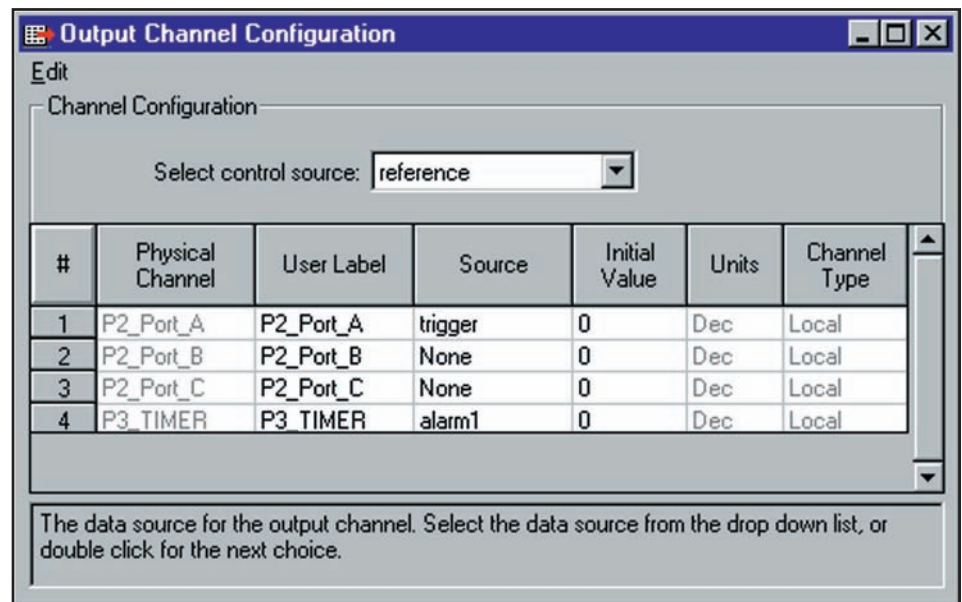 Output Channel Configuration
Edit
Channel Configuration
Select control source: reference
# Physical Channel User Label Source Initial Value Units Channel Type
1 P2_Port_A P2_Port_A trigger 0 Dec Local
2 P2_Port_B P2_Port_B None 0 Dec Local
3 P2_Port_C P2_Port_C None 0 Dec Local
4 P3_TIMER P3_TIMER alarm1 0 Dec Local
The data source for the output channel. Select the data source from the drop down list, or
double click for the next choice.